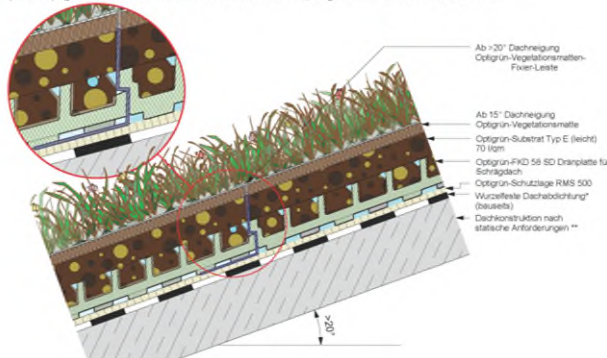 Ab >20° Dachneigung
Optigrün-Vegetationsmatten-
Fixier-Leiste
Ab 15° Dachneigung
Optigrün-Vegetationsmatte
Optigrün-Substrat Typ E (leicht)
70 l/qm
Optigrün-FKD 58 SD Dränplatte für
Schrägdach
Optigrün-Schutzlage RMS 500
Wurzelfeste Dachabdichtung*
(bauseits)
Dachkonstruktion nach
statische Anforderungen **
>20°